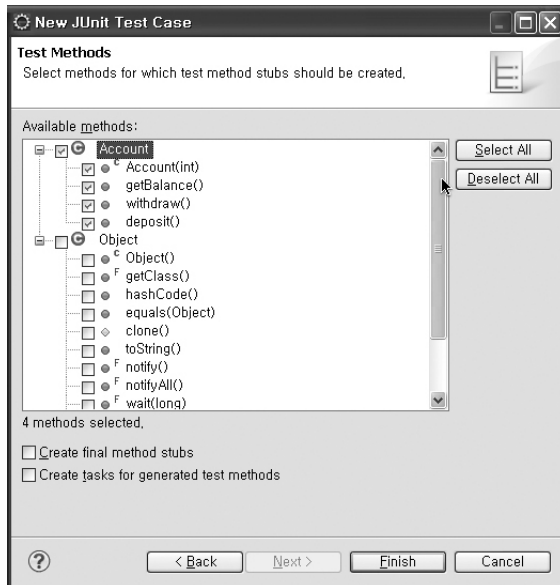 New JUnit Test Case
Test Methods
Select methods for which test method stubs should be created.
Available methods:
Account
Account(int)
getBalance()
withdraw()
deposit()
Object
Object()
getClass()
hashCode()
equals(Object)
clone()
toString()
notify()
notifyAll()
wait(long)
Select All
Deselect All
4 methods selected.
Create final method stubs
Create tasks for generated test methods
< Back
Next >
Finish
Cancel